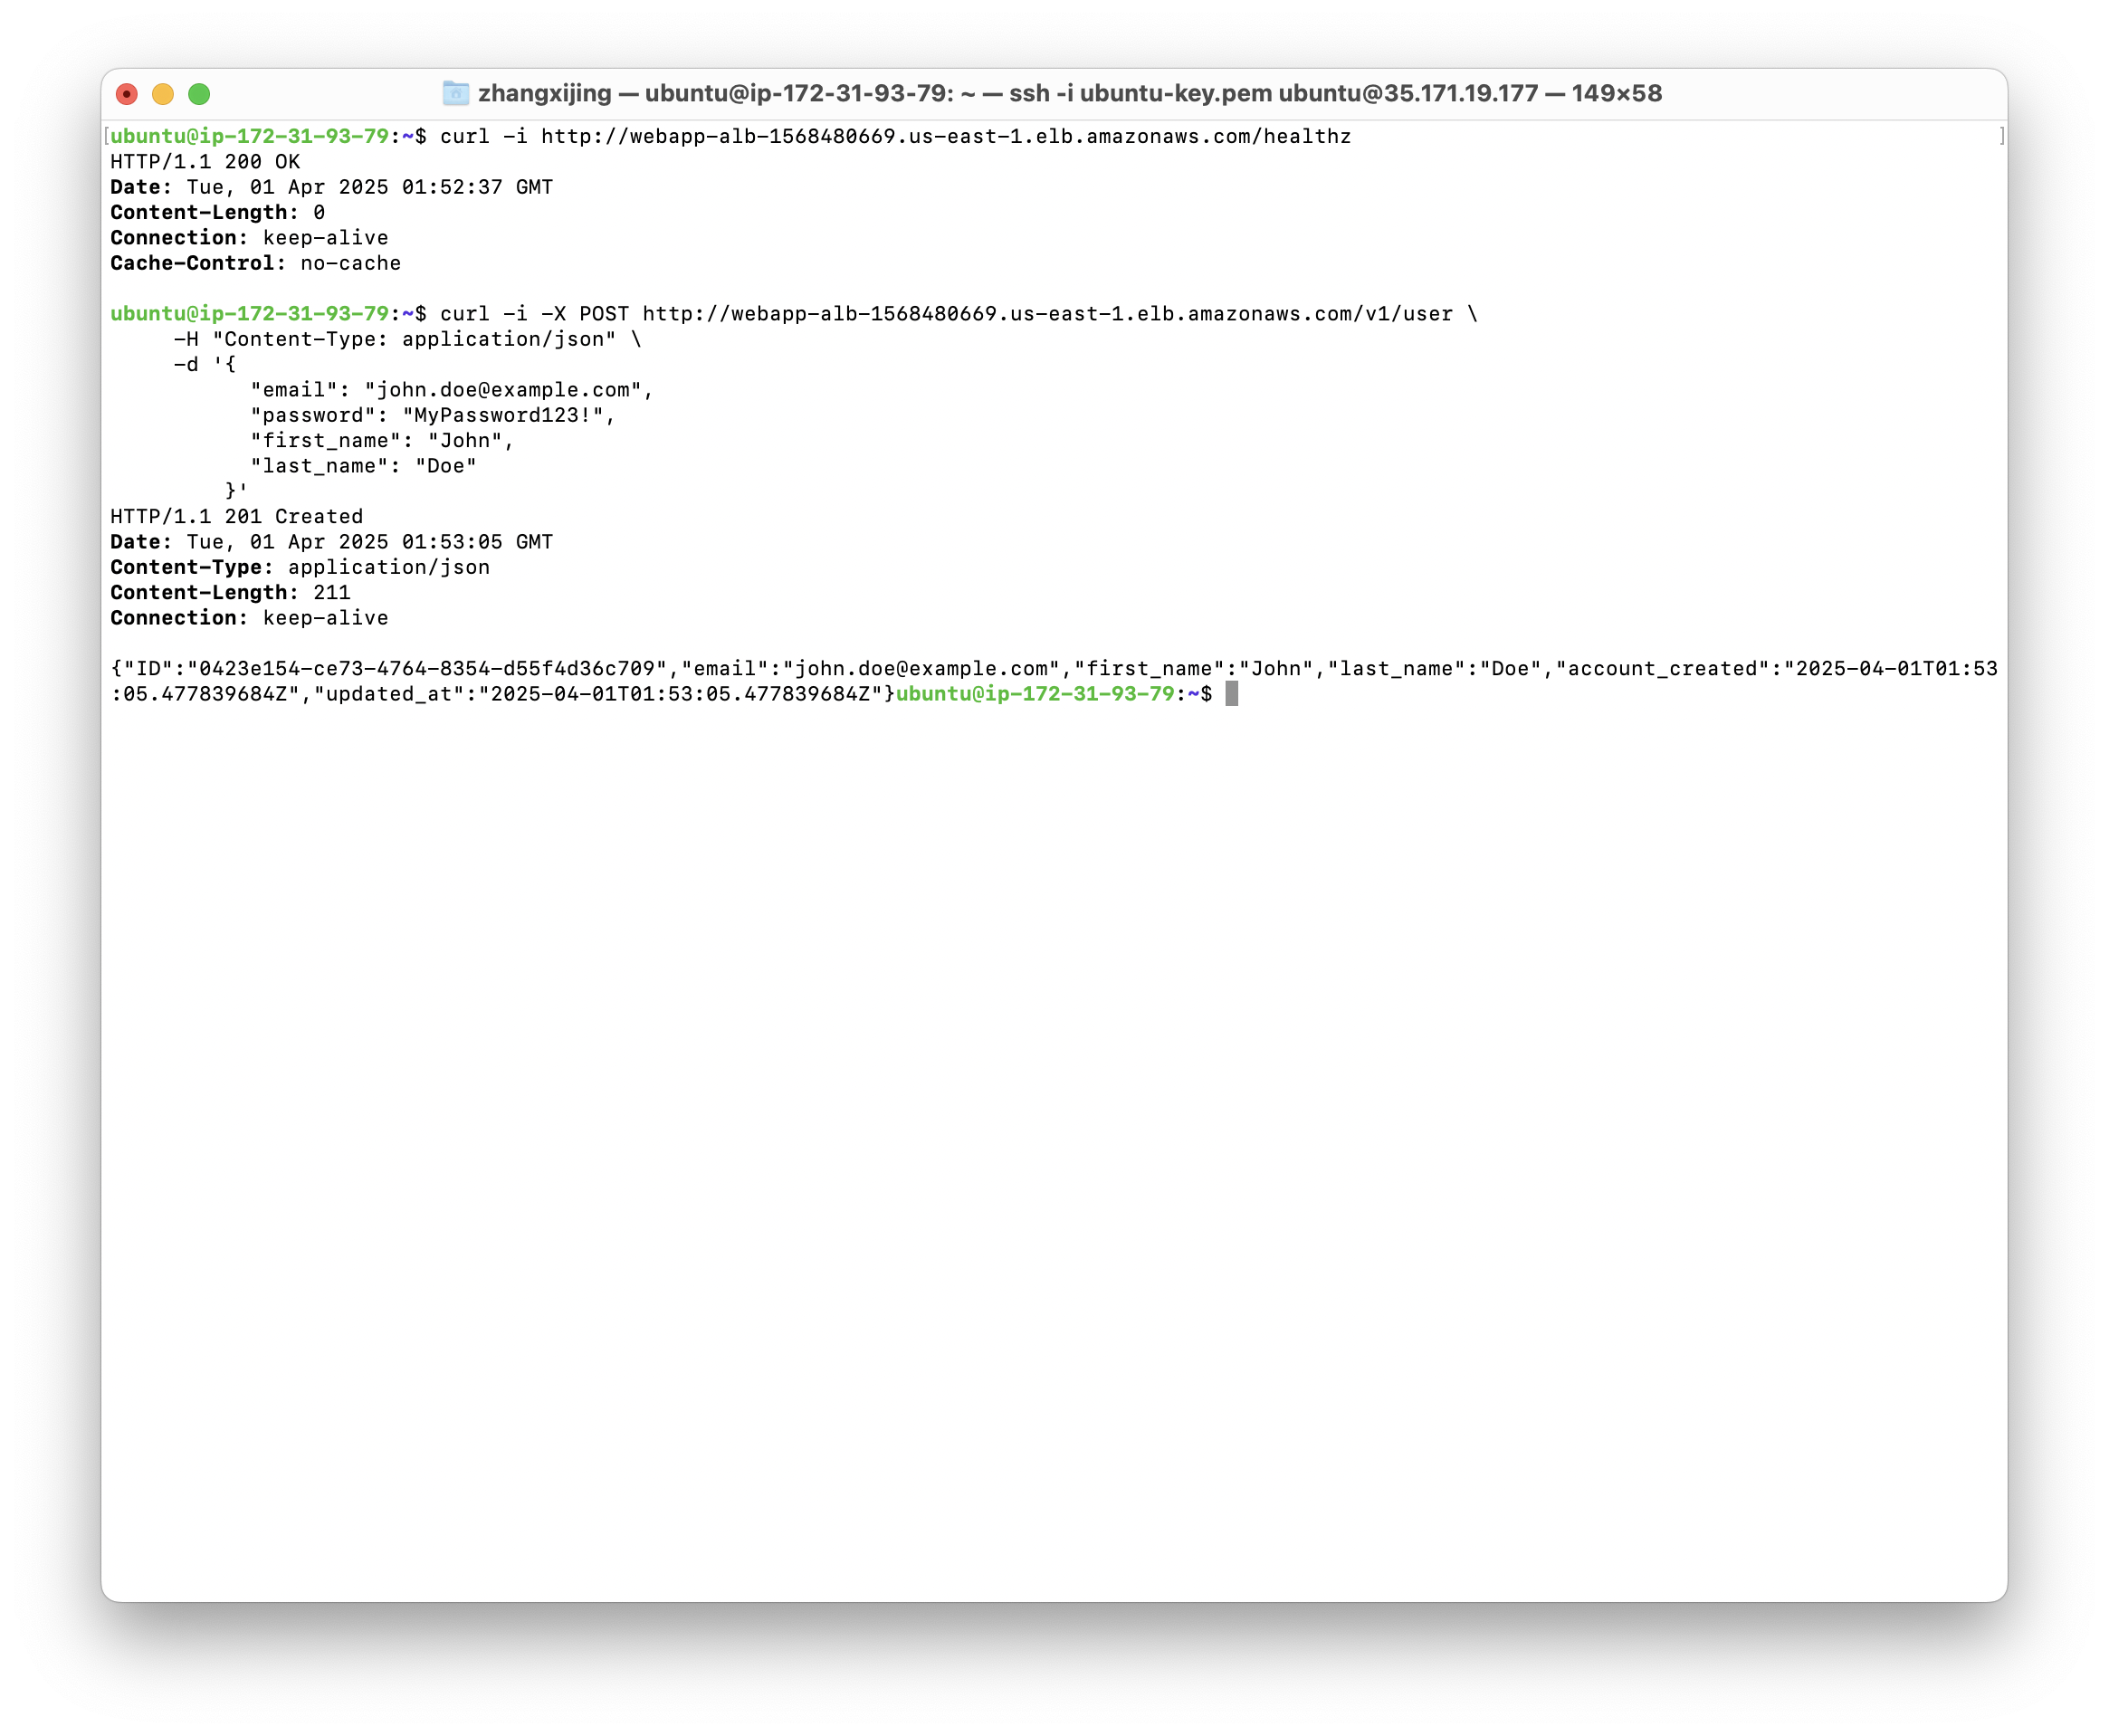 zhangxijing — ubuntu@ip-172-31-93-79: ~ — ssh -i ubuntu-key.pem ubuntu@35.171.19.177 — 149×58
[ubuntu@ip-172-31-93-79:~$ curl -i http://webapp-alb-1568480669.us-east-1.elb.amazonaws.com/healthz ]
HTTP/1.1 200 OK
Date: Tue, 01 Apr 2025 01:52:37 GMT
Content-Length: 0
Connection: keep-alive
Cache-Control: no-cache
ubuntu@ip-172-31-93-79:~$ curl -i -X POST http://webapp-alb-1568480669.us-east-1.elb.amazonaws.com/v1/user \
     -H "Content-Type: application/json" \
     -d '{
           "email": "john.doe@example.com",
           "password": "MyPassword123!",
           "first_name": "John",
           "last_name": "Doe"
         }'
HTTP/1.1 201 Created
Date: Tue, 01 Apr 2025 01:53:05 GMT
Content-Type: application/json
Content-Length: 211
Connection: keep-alive
{"ID":"0423e154-ce73-4764-8354-d55f4d36c709","email":"john.doe@example.com","first_name":"John","last_name":"Doe","account_created":"2025-04-01T01:53
:05.477839684Z","updated_at":"2025-04-01T01:53:05.477839684Z"}ubuntu@ip-172-31-93-79:~$